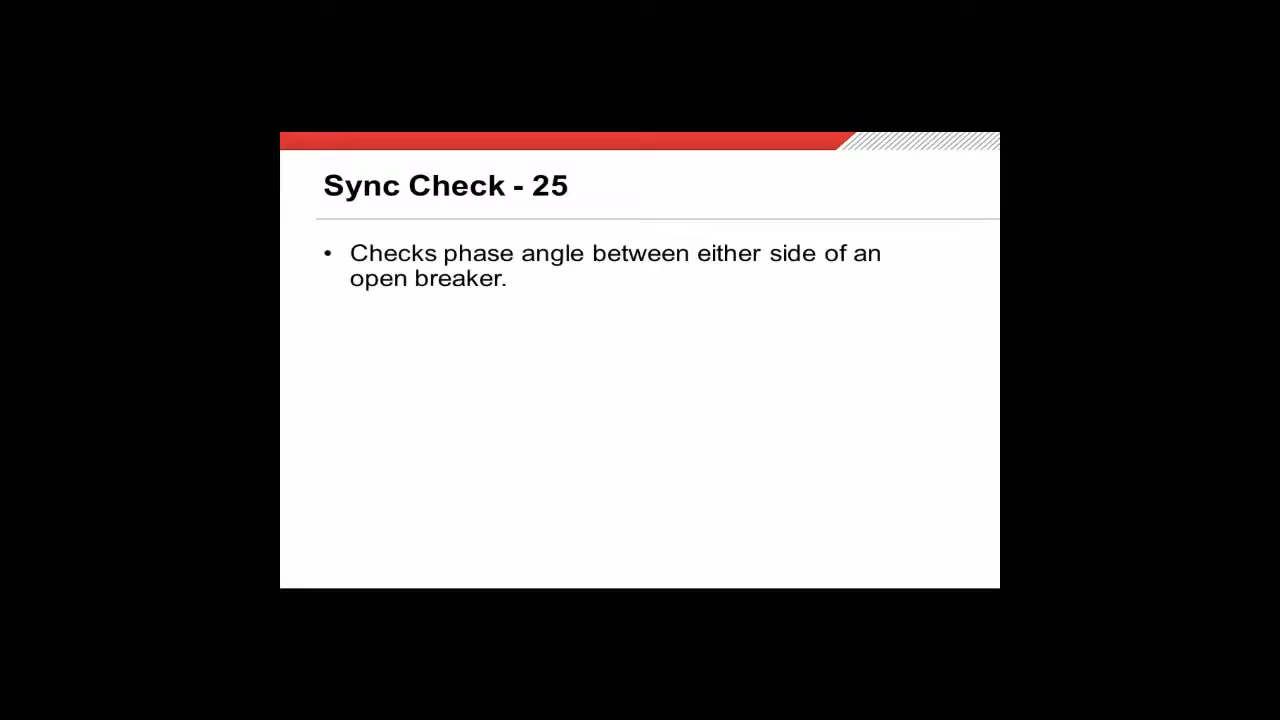 Sync Check - 25
• Checks phase angle between either side of an
open breaker.